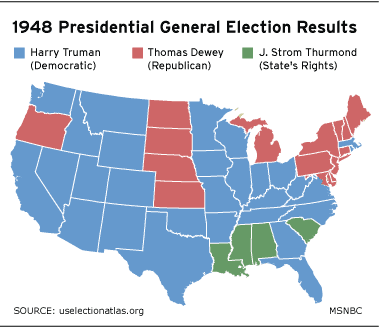 1948 Presidential General Election Results
Harry Truman
(Democratic)
Thomas Dewey
(Republican)
J. Strom Thurmond
(State's Rights)
SOURCE: uselectionatlas.org
MSNBC